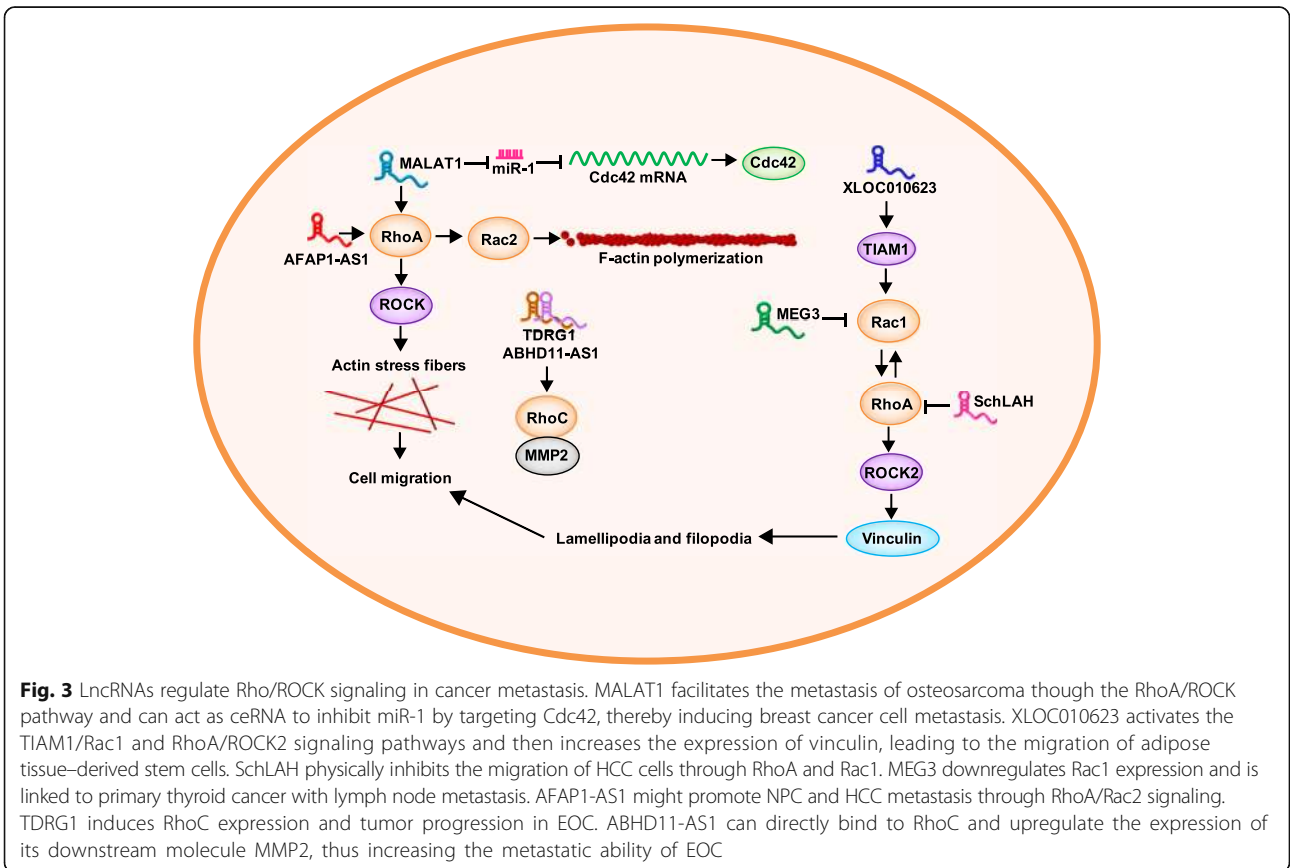 MALAT1
miR-1
Cdc42 mRNA
Cdc42
XLOC010623
AFAP1-AS1
RhoA
Rac2
F-actin polymerization
TIAM1
ROCK
TDRG1
ABHD11-AS1
MEG3
Rac1
Actin stress fibers
RhoC
MMP2
RhoA
SchLAH
ROCK2
Cell migration
Lamellipodia and filopodia
Vinculin
Fig. 3 LncRNAs regulate Rho/ROCK signaling in cancer metastasis. MALAT1 facilitates the metastasis of osteosarcoma though the RhoA/ROCK
pathway and can act as ceRNA to inhibit miR-1 by targeting Cdc42, thereby inducing breast cancer cell metastasis. XLOC010623 activates the
TIAM1/Rac1 and RhoA/ROCK2 signaling pathways and then increases the expression of vinculin, leading to the migration of adipose
tissue–derived stem cells. SchLAH physically inhibits the migration of HCC cells through RhoA and Rac1. MEG3 downregulates Rac1 expression and is
linked to primary thyroid cancer with lymph node metastasis. AFAP1-AS1 might promote NPC and HCC metastasis through RhoA/Rac2 signaling.
TDRG1 induces RhoC expression and tumor progression in EOC. ABHD11-AS1 can directly bind to RhoC and upregulate the expression of
its downstream molecule MMP2, thus increasing the metastatic ability of EOC